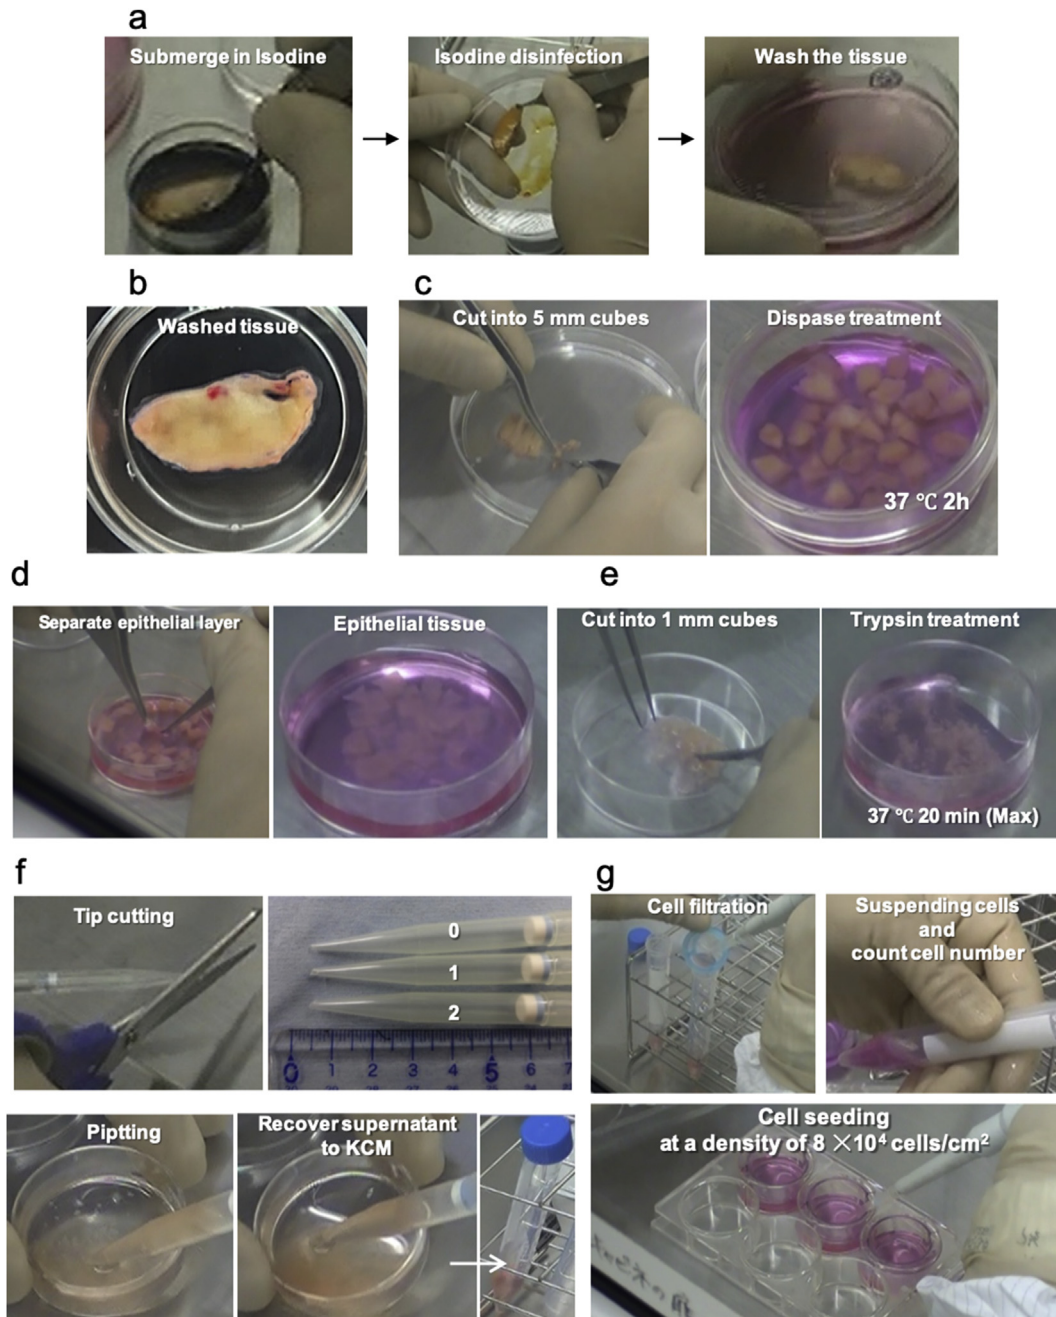 a
Submerge in Isodine
Iodine disinfection
Wash the tissue
b
Washed tissue
c
Cut into 5 mm cubes
Dispase treatment
37 ℃ 2h
d
Separate epithelial layer
Epithelial tissue
e
Cut into 1 mm cubes
Trypsin treatment
37 ℃ 20 min (Max)
f
Tip cutting
0
1
2
0 1 2 3 4 5 6 7
Piptting
Recover supernatant
to KCM
g
Cell filtration
Suspending cells
and
count cell number
Cell seeding
at a density of 8 ×10⁴ cells/cm²